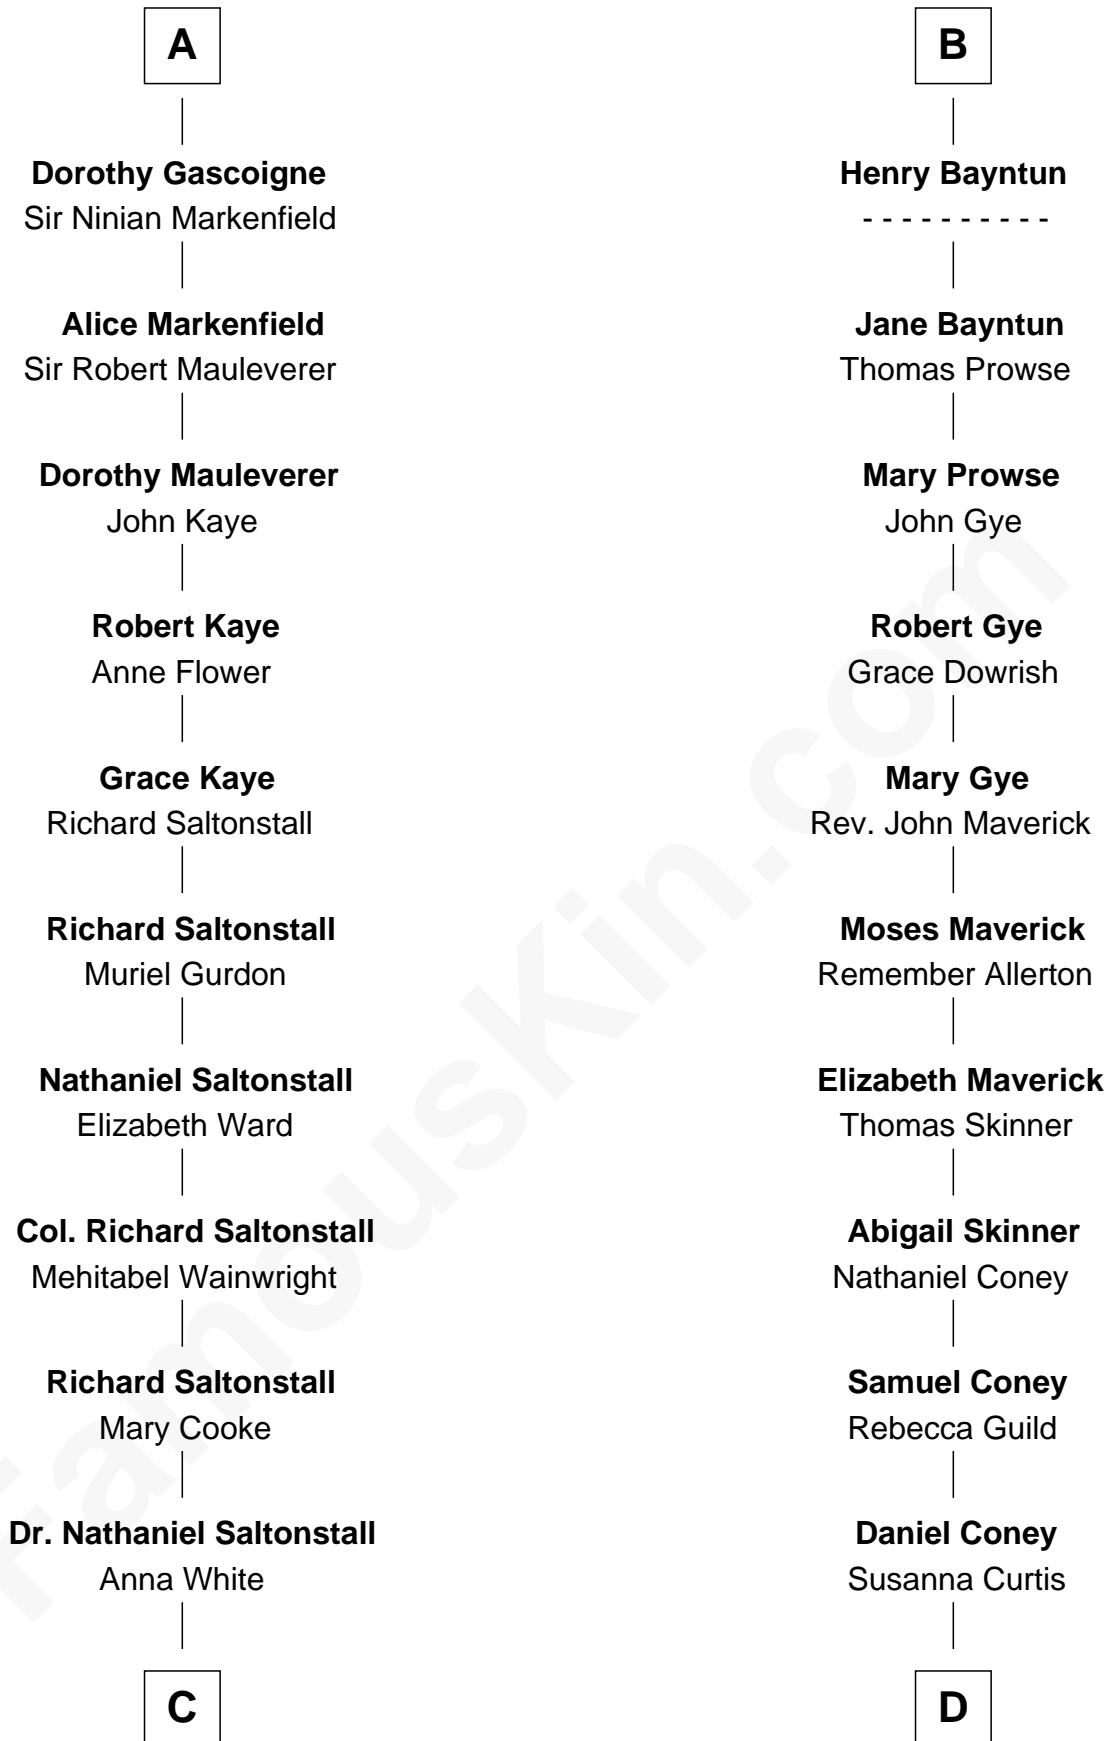 A
Dorothy Gascoigne
Sir Ninian Markenfield
Alice Markenfield
Sir Robert Mauleverer
Dorothy Mauleverer
John Kaye
Robert Kaye
Anne Flower
Grace Kaye
Richard Saltonstall
Richard Saltonstall
Muriel Gurdon
Nathaniel Saltonstall
Elizabeth Ward
Col. Richard Saltonstall
Mehitabel Wainwright
Richard Saltonstall
Mary Cooke
Dr. Nathaniel Saltonstall
Anna White
C
B
Henry Bayntun
- - - - - - - - - -
Jane Bayntun
Thomas Prowse
Mary Prowse
John Gye
Robert Gye
Grace Dowrish
Mary Gye
Rev. John Maverick
Moses Maverick
Remember Allerton
Elizabeth Maverick
Thomas Skinner
Abigail Skinner
Nathaniel Coney
Samuel Coney
Rebecca Guild
Daniel Coney
Susanna Curtis
D
FamousKin.com